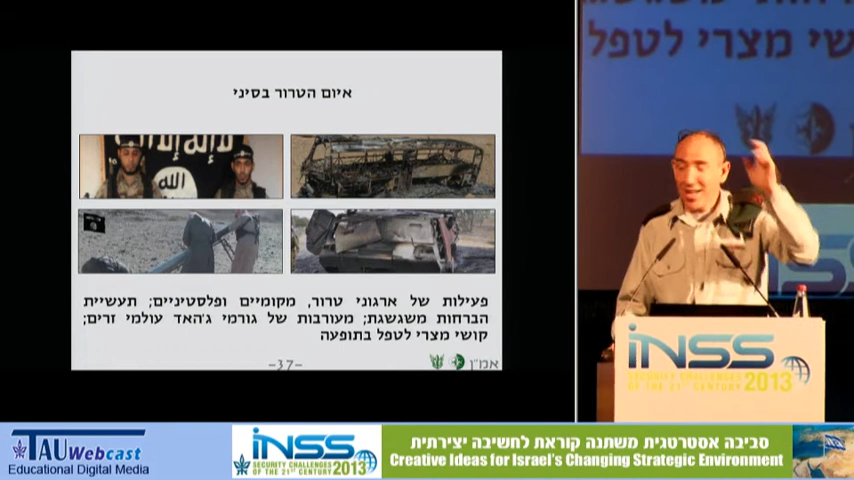 איום הטרור בסיני
פעילות של ארגוני טרור, מקומיים ופלסטיניים; תעשיית
הברחות משגשגת; מעורבות של גורמי ג'האד עולמי זרים;
קושי מצרי לטפל בתופעה
-37-
אמ"ן
שי מצרי לטפל
iNSS
SECURITY CHALLENGES
OF THE 21ST CENTURY 2013
TAU Webcast
Educational Digital Media
iNSS
SECURITY CHALLENGES
OF THE 21ST CENTURY 2013
סביבה אסטרטגית משתנה קוראת לחשיבה יצירתית
Creative Ideas for Israel's Changing Strategic Environment